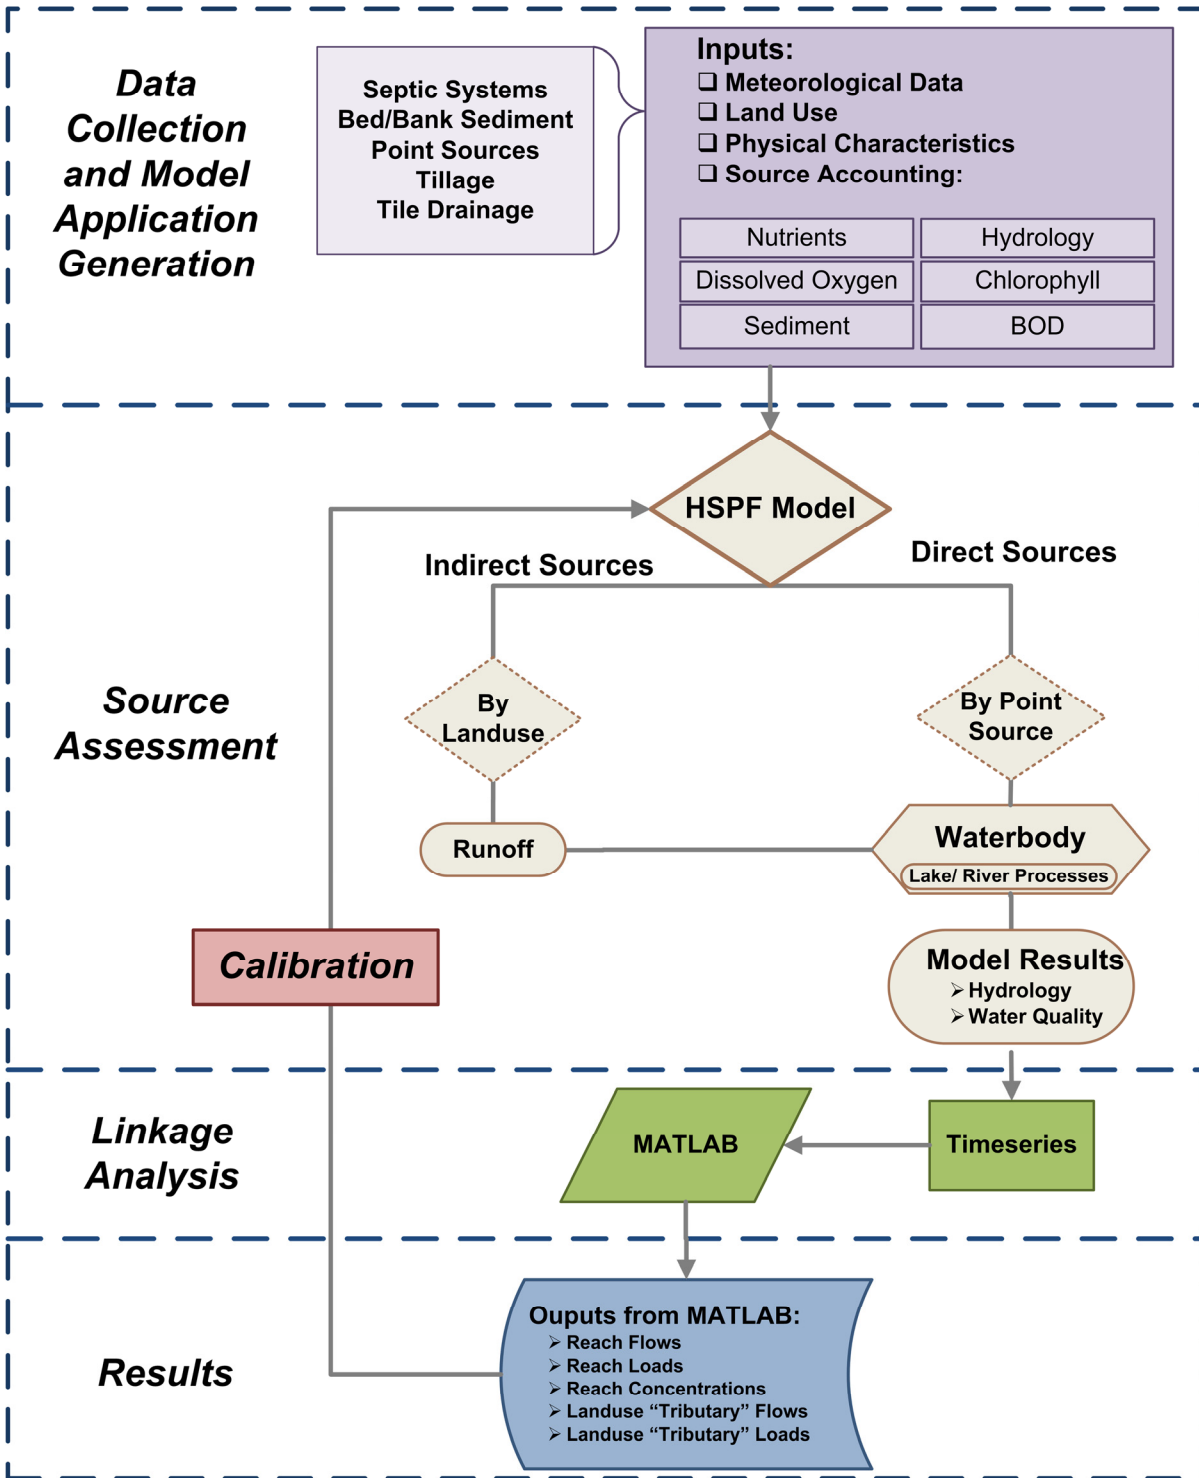 Data
Collection
and Model
Application
Generation
Septic Systems
Bed/Bank Sediment
Point Sources
Tillage
Tile Drainage
Inputs:
❑ Meteorological Data
❑ Land Use
❑ Physical Characteristics
❑ Source Accounting:
Nutrients
Hydrology
Dissolved Oxygen
Chlorophyll
Sediment
BOD
HSPF Model
Indirect Sources
Direct Sources
Source
Assessment
By
Landuse
By Point
Source
Runoff
Waterbody
Lake/ River Processes
Calibration
Model Results
➢ Hydrology
➢ Water Quality
Linkage
Analysis
MATLAB
Timeseries
Results
Ouputs from MATLAB:
➢ Reach Flows
➢ Reach Loads
➢ Reach Concentrations
➢ Landuse “Tributary” Flows
➢ Landuse “Tributary” Loads